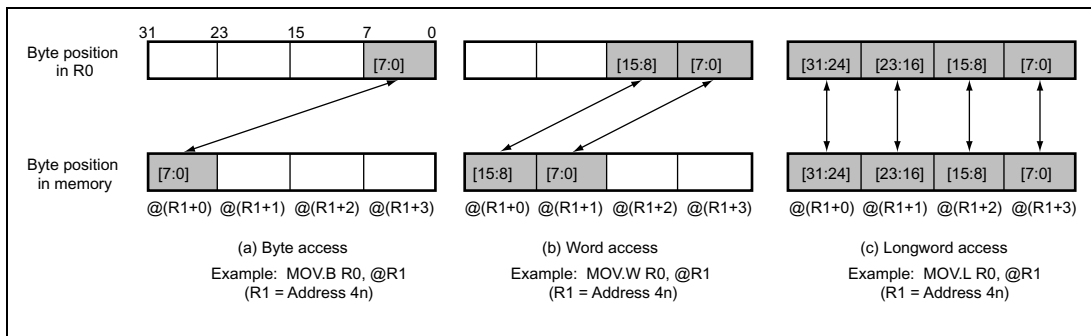 31 23 15 7 0
Byte position
in R0
[7:0] [15:8] [7:0] [31:24] [23:16] [15:8] [7:0]
Byte position
in memory
[7:0] [15:8] [7:0] [31:24] [23:16] [15:8] [7:0]
@(R1+0) @(R1+1) @(R1+2) @(R1+3) @(R1+0) @(R1+1) @(R1+2) @(R1+3) @(R1+0) @(R1+1) @(R1+2) @(R1+3)
(a) Byte access
Example: MOV.B R0, @R1
(R1 = Address 4n)
(b) Word access
Example: MOV.W R0, @R1
(R1 = Address 4n)
(c) Longword access
Example: MOV.L R0, @R1
(R1 = Address 4n)